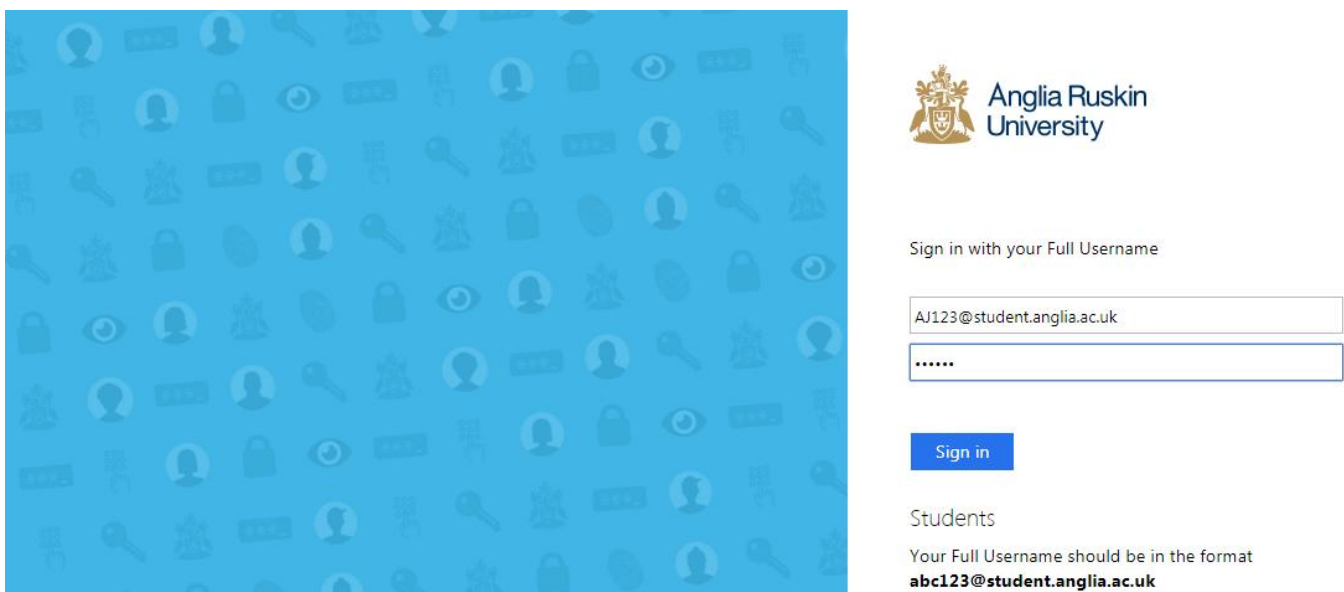 Anglia Ruskin
University
Sign in with your Full Username
AJ123@student.anglia.ac.uk
••••••
Sign in
Students
Your Full Username should be in the format
abc123@student.anglia.ac.uk